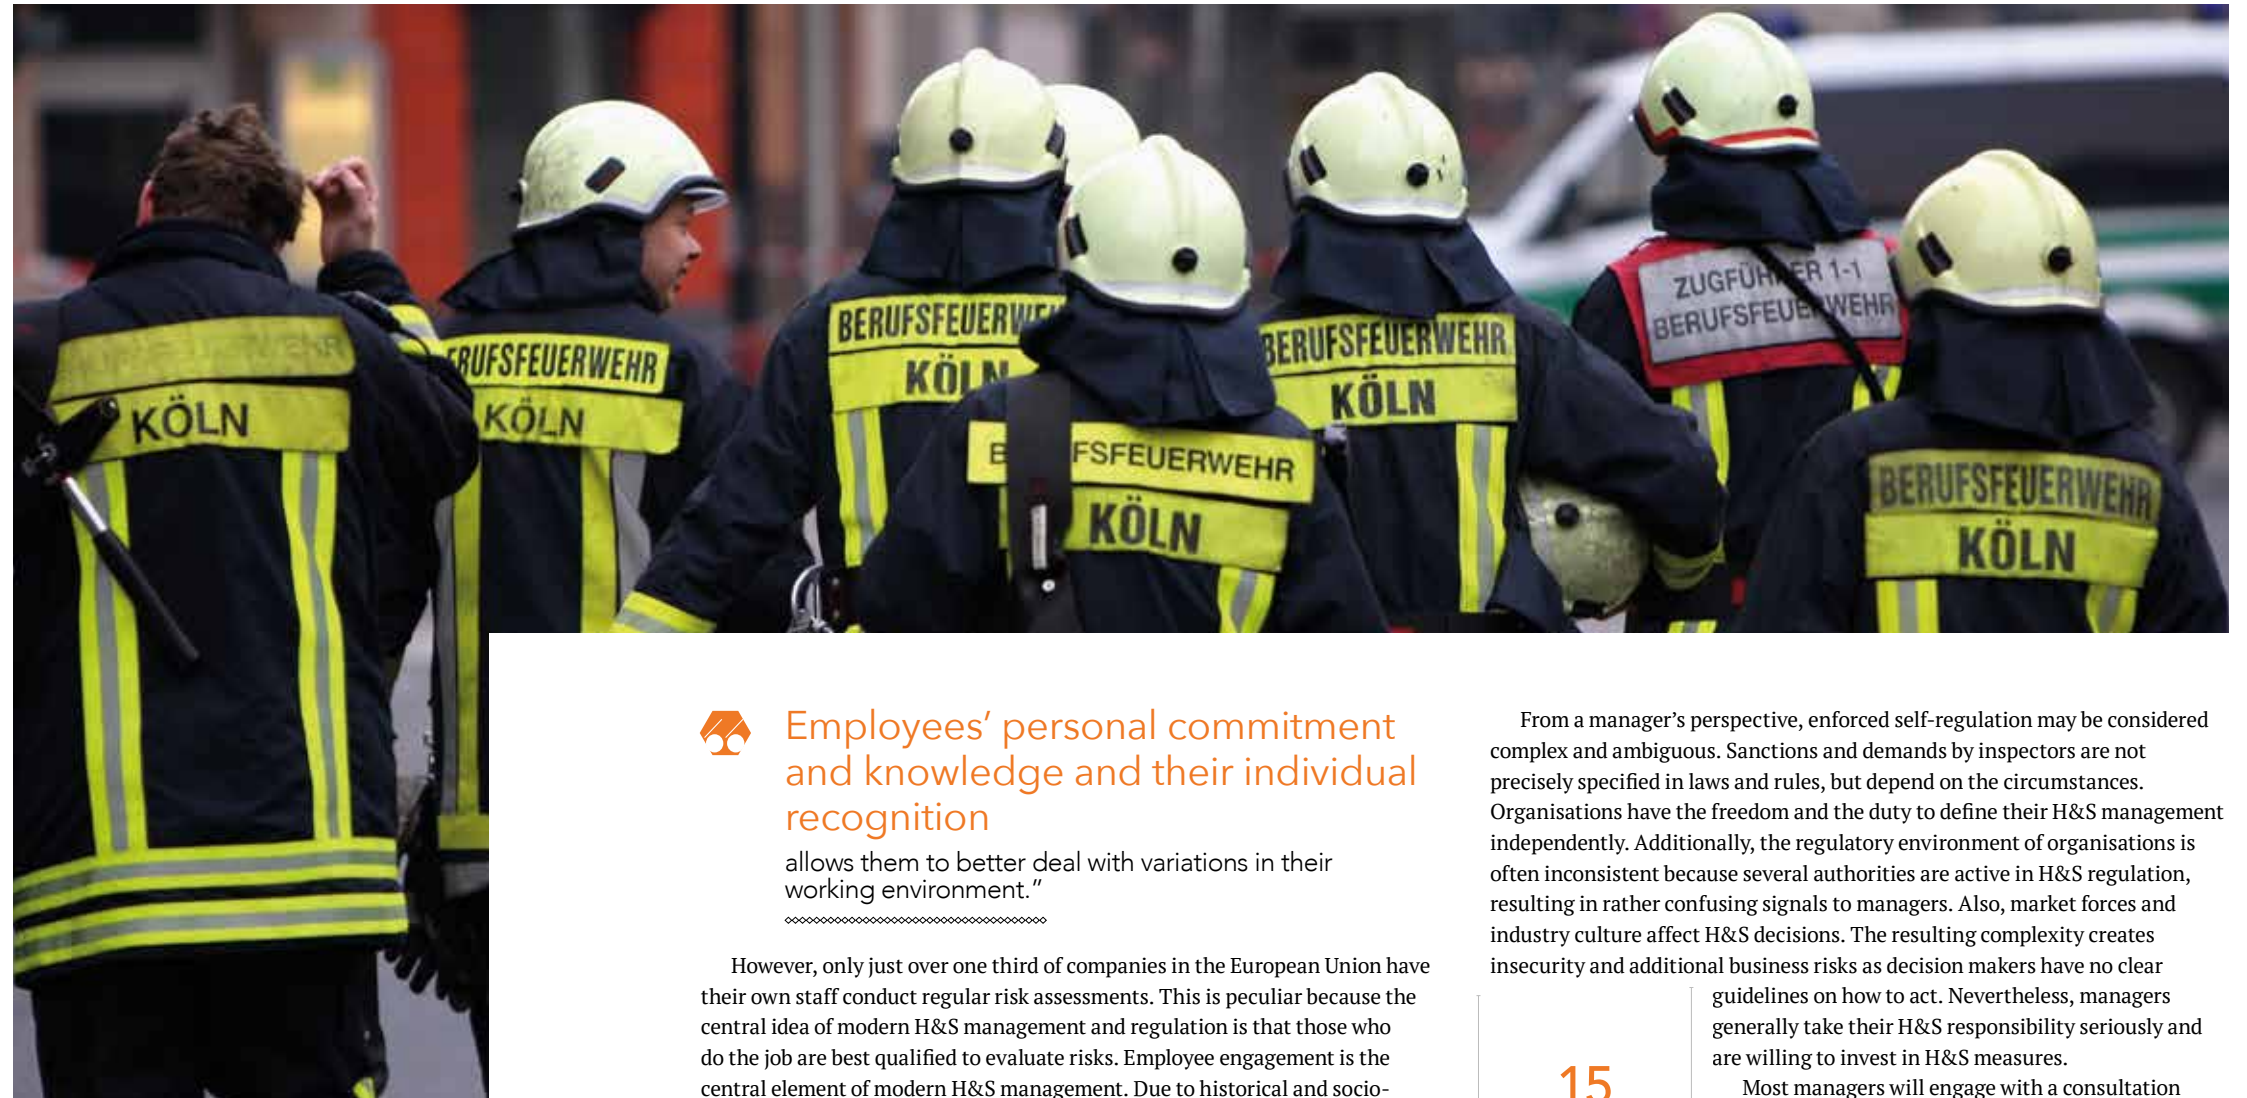 KÖLN
RUFSFEUERWEHR
KÖLN
BERUFSFEUERWE
KÖLN
FSFEUERWEHR
KÖLN
BERUFSFEUERWEHR
KÖLN
ZUGFÜHRER 1-1
BERUFSFEUERWEHR
BERUFSFEUERWEHR
KÖLN
Employees’ personal commitment
and knowledge and their individual
recognition
allows them to better deal with variations in their
working environment.”
However, only just over one third of companies in the European Union have
their own staff conduct regular risk assessments. This is peculiar because the
central idea of modern H&S management and regulation is that those who
do the job are best qualified to evaluate risks. Employee engagement is the
central element of modern H&S management. Due to historical and socio-
From a manager’s perspective, enforced self-regulation may be considered
complex and ambiguous. Sanctions and demands by inspectors are not
precisely specified in laws and rules, but depend on the circumstances.
Organisations have the freedom and the duty to define their H&S management
independently. Additionally, the regulatory environment of organisations is
often inconsistent because several authorities are active in H&S regulation,
resulting in rather confusing signals to managers. Also, market forces and
industry culture affect H&S decisions. The resulting complexity creates
insecurity and additional business risks as decision makers have no clear
guidelines on how to act. Nevertheless, managers
generally take their H&S responsibility seriously and
are willing to invest in H&S measures.
Most managers will engage with a consultation
15